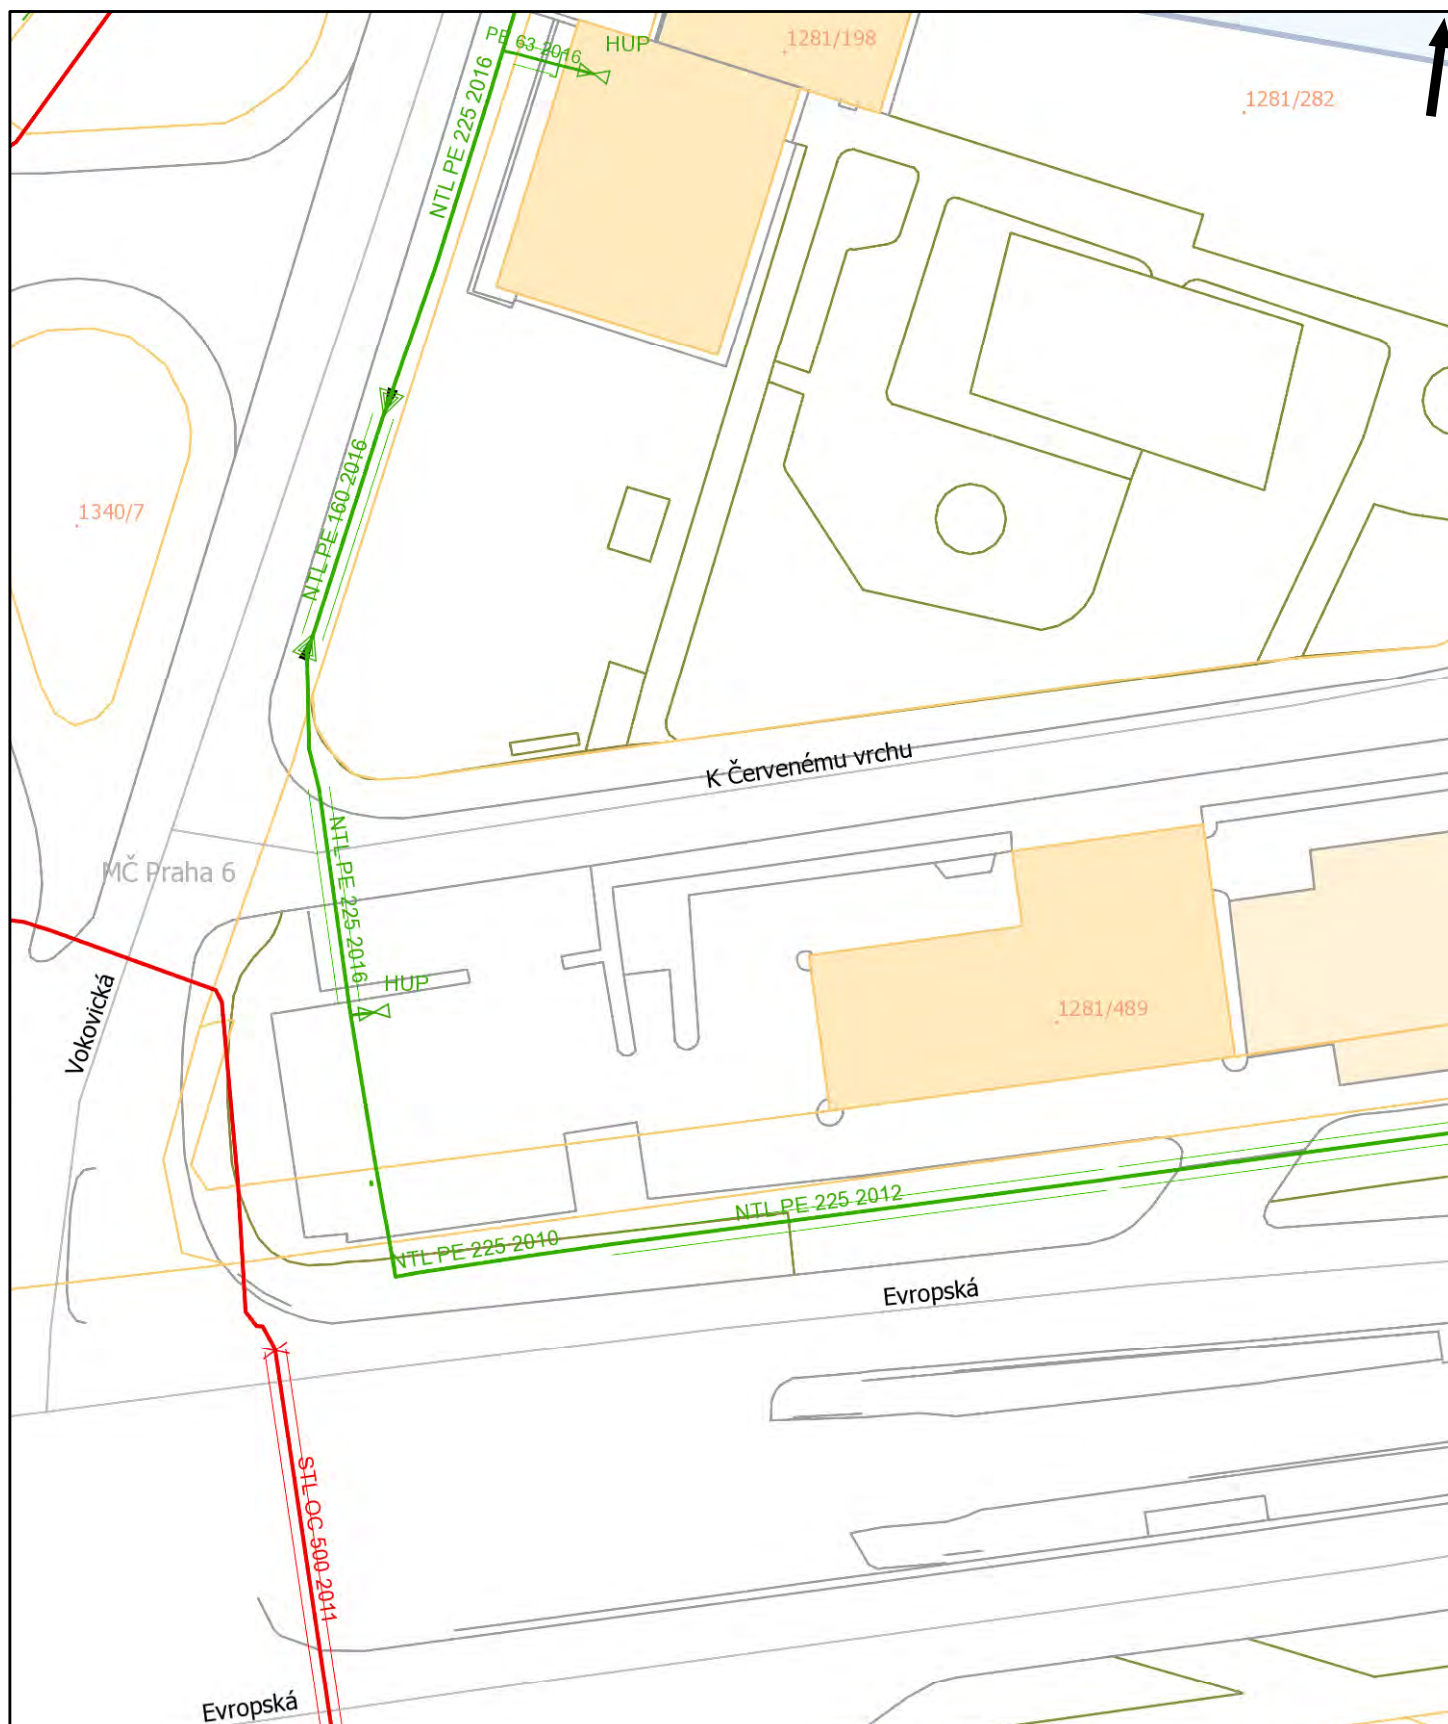 PE 63 2016
HUP
1281/198
NTL PE 225 2016
1281/282
NTL PE 160 2016
1340/7
K Červenému vrchu
NTL PE 225 2016
MČ Praha 6
HUP
Vokovická
1281/489
NTL PE 225 2012
NTL PE 225 2010
Evropská
STL OC 500 2011
Evropská